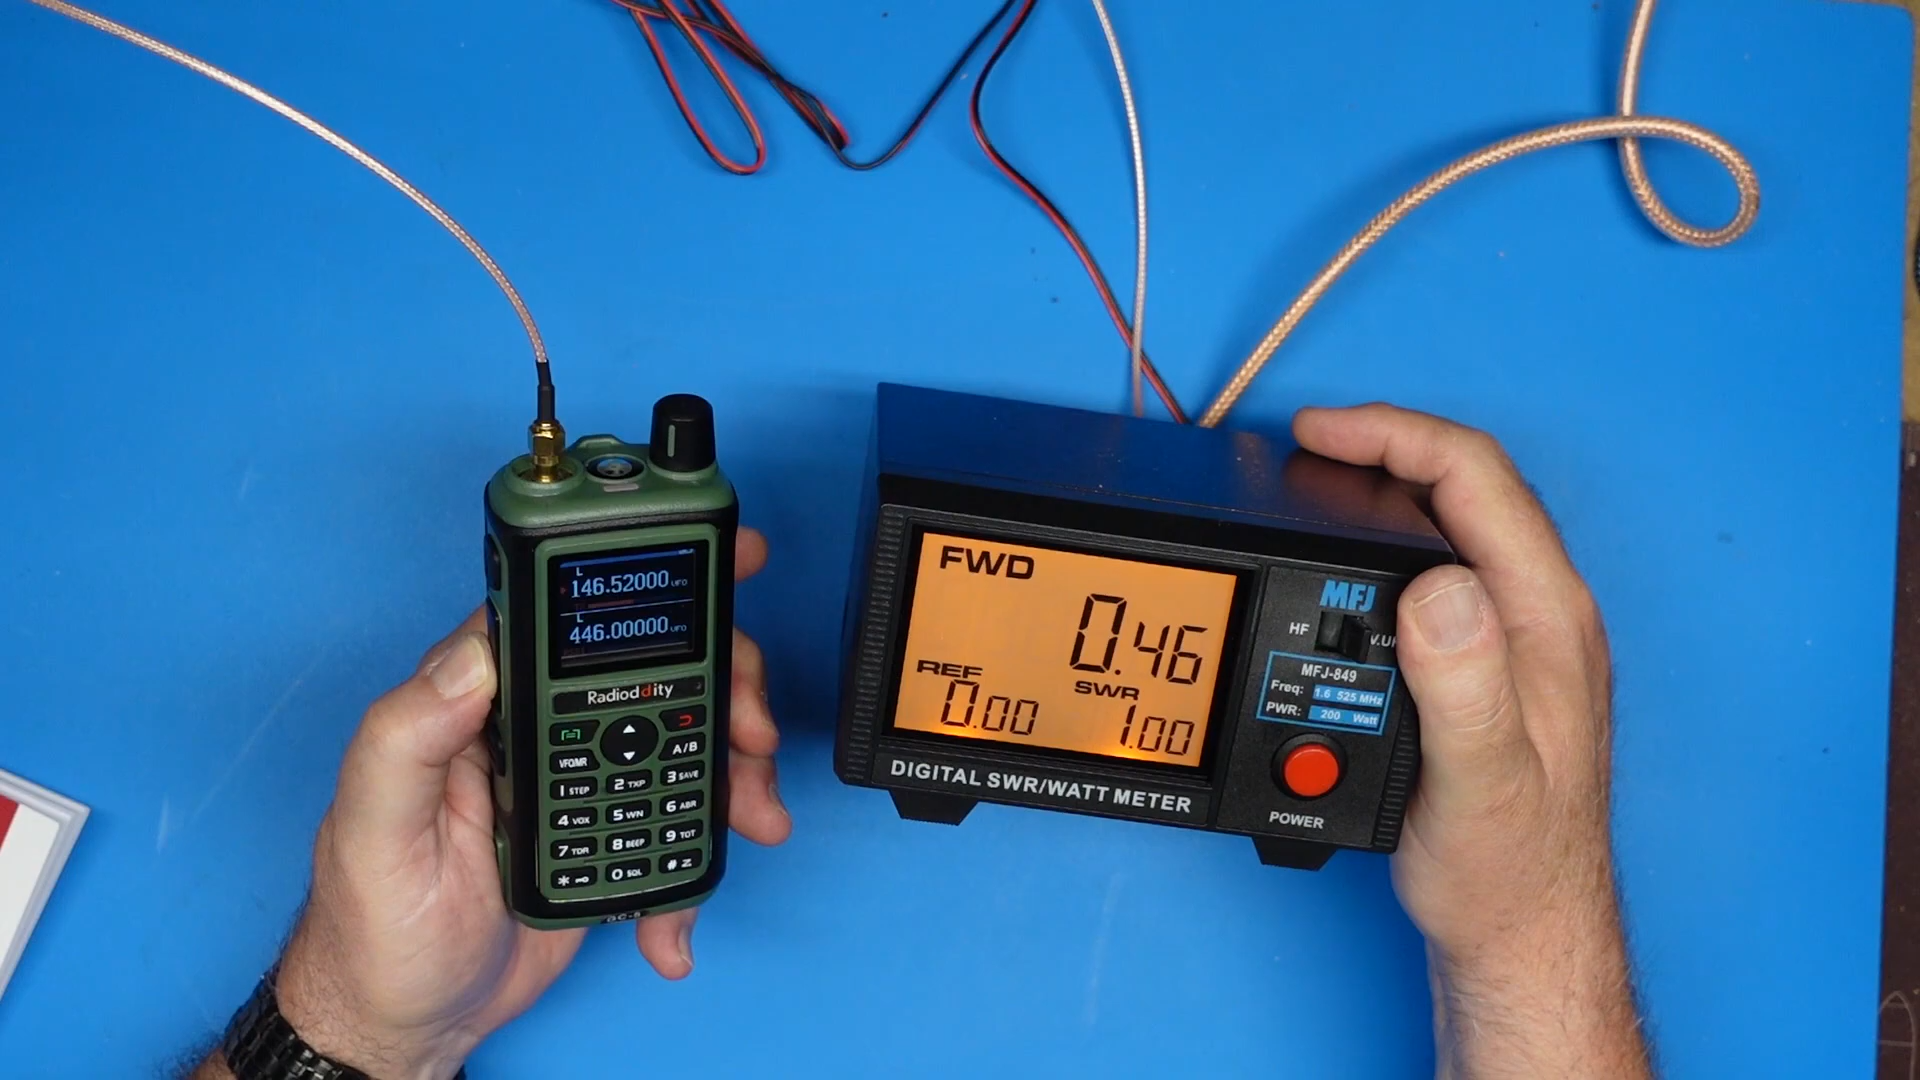 L
146.52000 VFO
L
446.00000 VFO
Radioddity
VFO/MR
A/B
1 STEP
2 TXP
3 SAVE
4 VOX
5 WN
6 ABR
7 TDR
8 BEEP
9 TOT
*
0 SQL
#
FWD
0.46
REF
0.00
SWR
1.00
DIGITAL SWR/WATT METER
MFJ
HF
MFJ-849
Freq: 1.6 525 MHz
PWR: 200 Watt
POWER